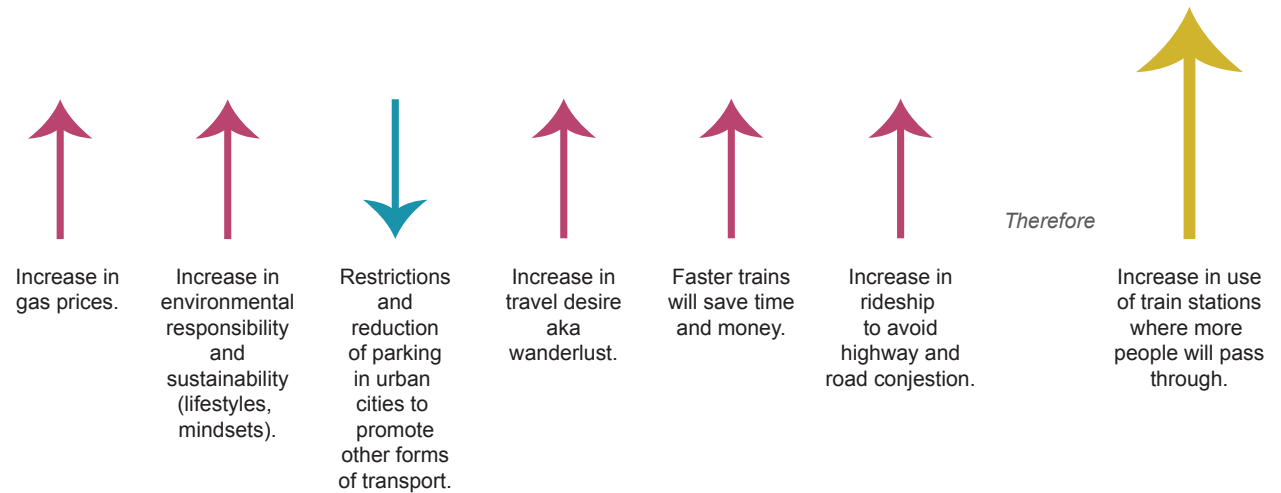 Increase in
gas prices.
Increase in
environmental
responsibility
and
sustainability
(lifestyles,
mindsets).
Restrictions
and
reduction
of parking
in urban
cities to
promote
other forms
of transport.
Increase in
travel desire
aka
wanderlust.
Faster trains
will save time
and money.
Increase in
rideship
to avoid
highway and
road conjestion.
Therefore
Increase in use
of train stations
where more
people will pass
through.